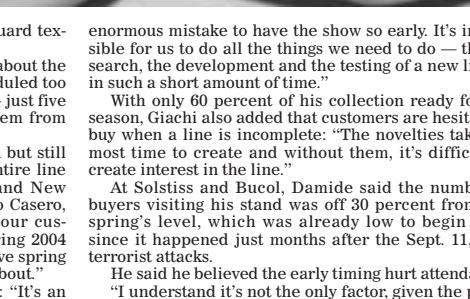 uard tex-
about the
duled too
just five
em from
but still
ntire line
and New
o Casero,
our cus-
ring 2004
ve spring
bout."
: "It's an
enormous mistake to have the show so early. It's im
sible for us to do all the things we need to do — th
search, the development and the testing of a new li
in such a short amount of time."
With only 60 percent of his collection ready fo
season, Giachi also added that customers are hesita
buy when a line is incomplete: "The novelties tak
most time to create and without them, it's diffic
create interest in the line."
At Solstiss and Bucol, Damide said the numb
buyers visiting his stand was off 30 percent from
spring's level, which was already low to begin
since it happened just months after the Sept. 11,
terrorist attacks.
He said he believed the early timing hurt attenda
"I understand it's not the only factor, given the p